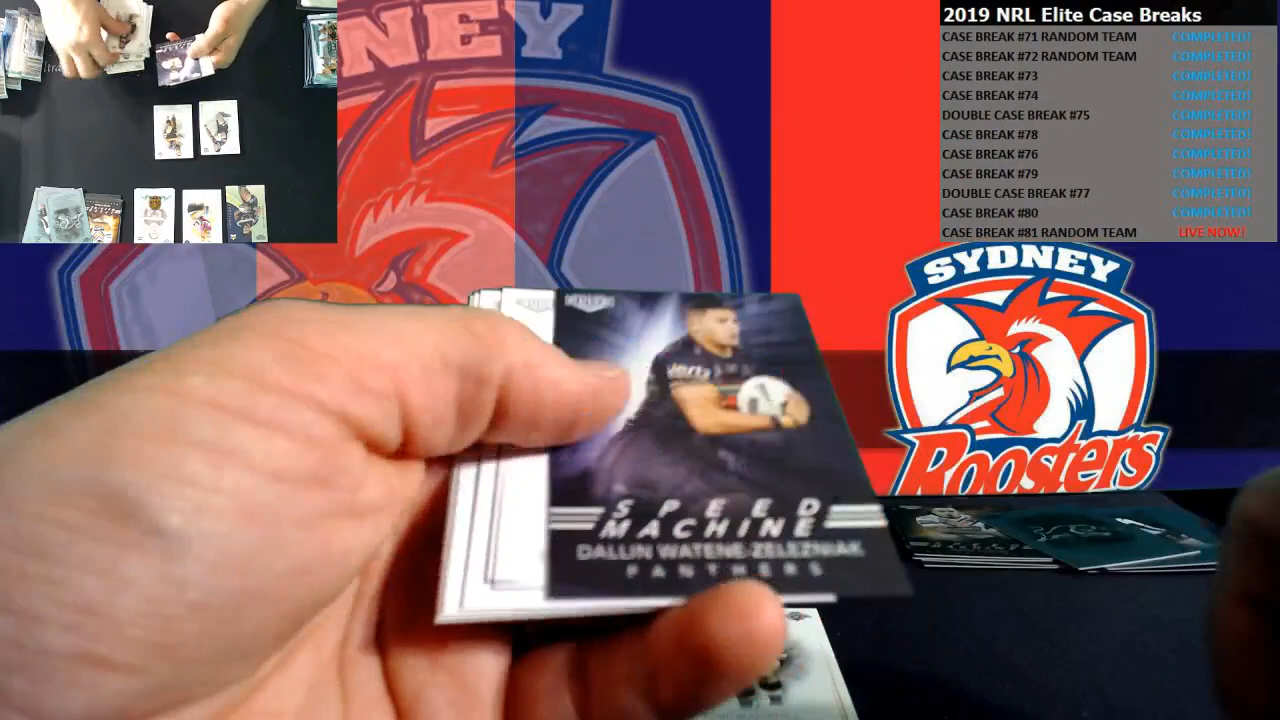 2019 NRL Elite Case Breaks
CASE BREAK #71 RANDOM TEAM COMPLETED!
CASE BREAK #72 RANDOM TEAM COMPLETED!
CASE BREAK #73 COMPLETED!
CASE BREAK #74 COMPLETED!
DOUBLE CASE BREAK #75 COMPLETED!
CASE BREAK #78 COMPLETED!
CASE BREAK #76 COMPLETED!
CASE BREAK #79 COMPLETED!
DOUBLE CASE BREAK #77 COMPLETED!
CASE BREAK #80 COMPLETED!
CASE BREAK #81 RANDOM TEAM LIVE NOW!
NEY
SYDNEY
Roosters
SPEED
MACHINE
DALLIN WATENE-ZELEZNIAK
PANTHERS